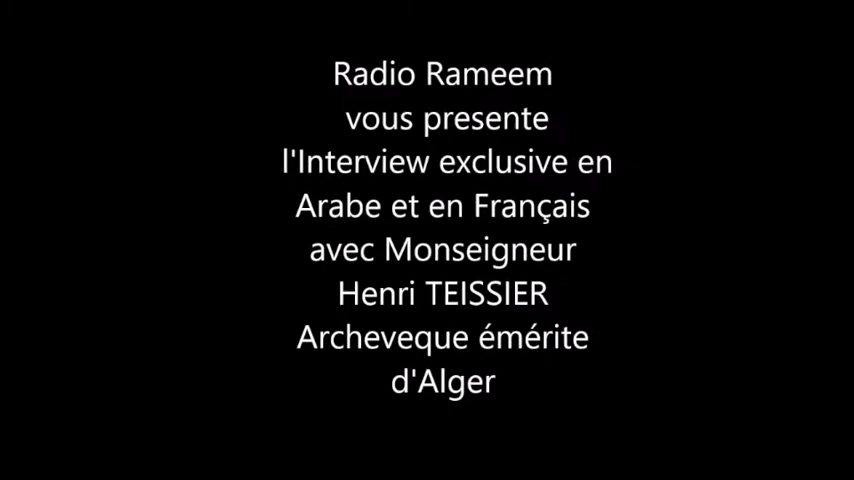 Radio Rameem
vous presente
l'Interview exclusive en
Arabe et en Français
avec Monseigneur
Henri TEISSIER
Archeveque émérite
d'Alger